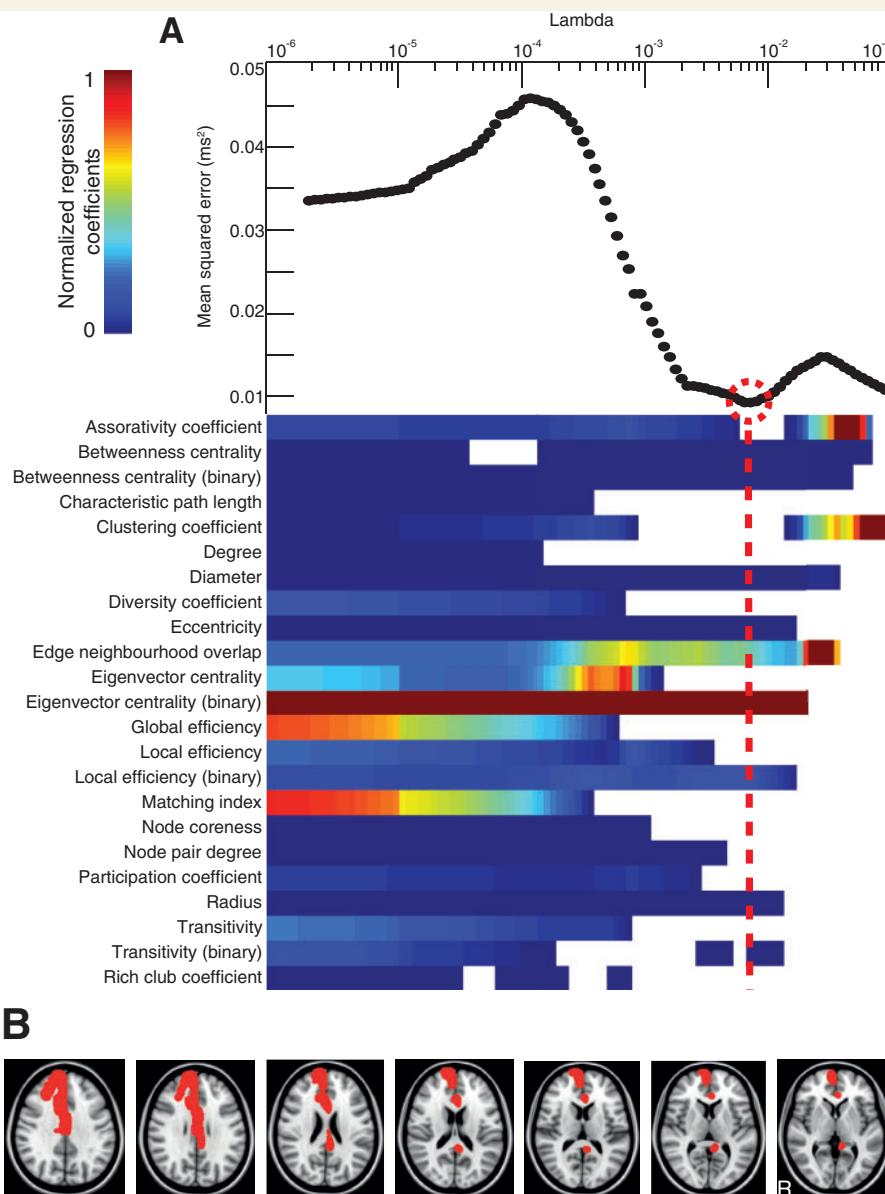 A
Lambda
10-6
10-5
10-4
10-3
10-2
Normalized regression
coefficients
1
0
Mean squared error (ms2)
0.05
0.04
0.03
0.02
0.01
Assorativity coefficient
Betweenness centrality
Betweenness centrality (binary)
Characteristic path length
Clustering coefficient
Degree
Diameter
Diversity coefficient
Eccentricity
Edge neighbourhood overlap
Eigenvector centrality
Eigenvector centrality (binary)
Global efficiency
Local efficiency
Local efficiency (binary)
Matching index
Node coreness
Node pair degree
Participation coefficient
Radius
Transitivity
Transitivity (binary)
Rich club coefficient
B
R